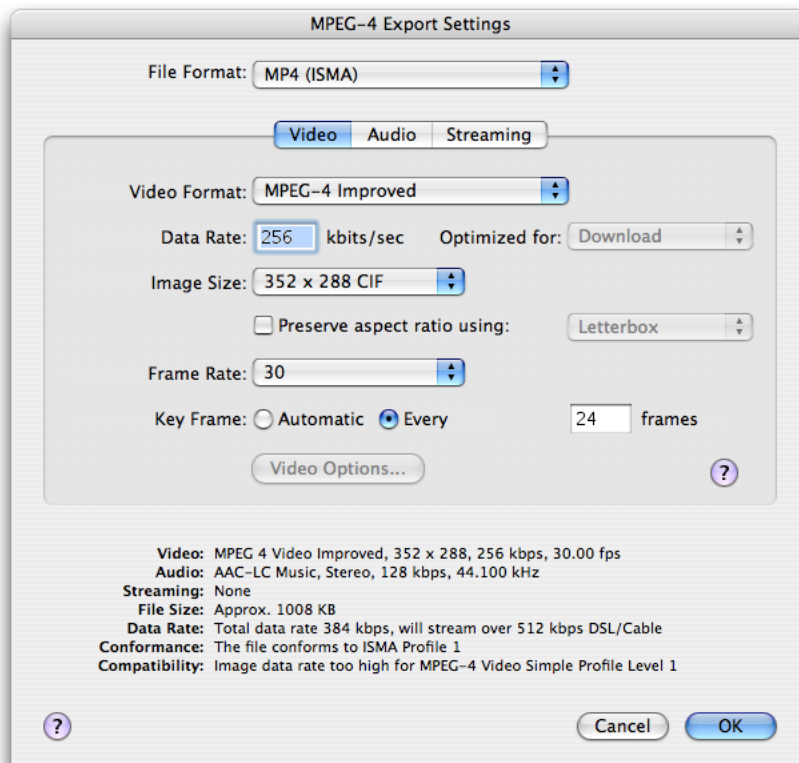 MPEG-4 Export Settings
File Format: MP4 (ISMA)
Video Audio Streaming
Video Format: MPEG-4 Improved
Data Rate: 256 kbits/sec Optimized for: Download
Image Size: 352 x 288 CIF
Preserve aspect ratio using: Letterbox
Frame Rate: 30
Key Frame: Automatic Every 24 frames
Video Options...
?
Video: MPEG 4 Video Improved, 352 x 288, 256 kbps, 30.00 fps
Audio: AAC-LC Music, Stereo, 128 kbps, 44.100 kHz
Streaming: None
File Size: Approx. 1008 KB
Data Rate: Total data rate 384 kbps, will stream over 512 kbps DSL/Cable
Conformance: The file conforms to ISMA Profile 1
Compatibility: Image data rate too high for MPEG-4 Video Simple Profile Level 1
? Cancel OK